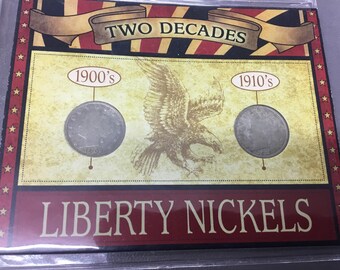 TWO DECADES
1900's 1910's
LIBERTY NICKELS